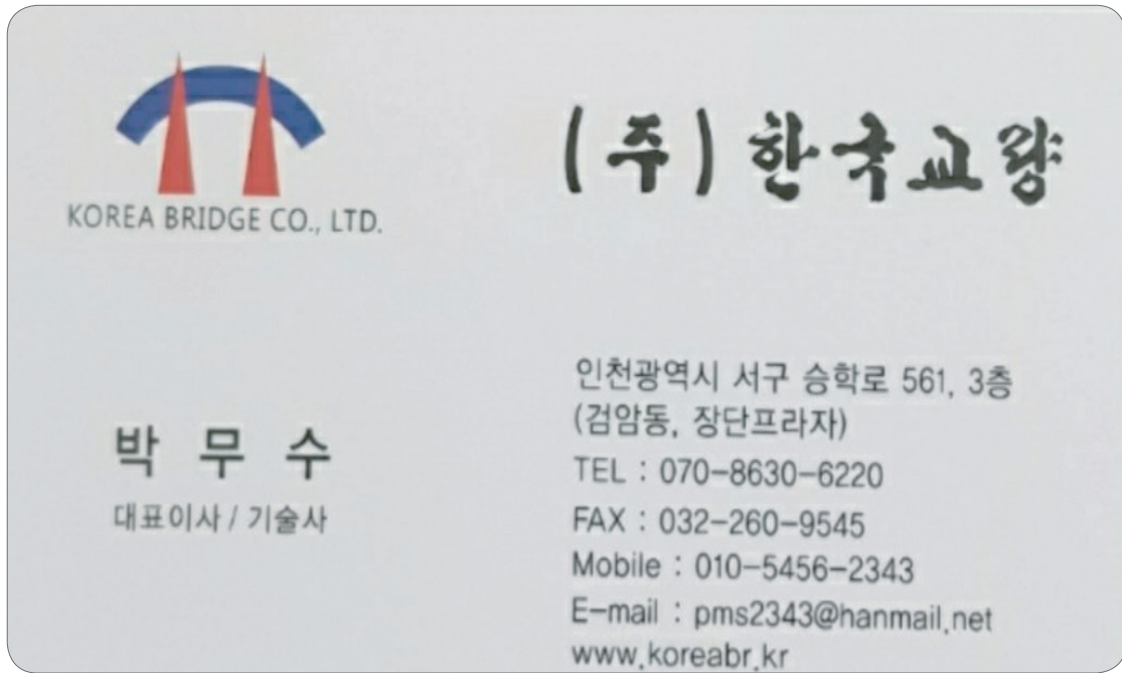 KOREA BRIDGE CO., LTD.
(주)한국교량
박 무 수
대표이사 / 기술사
인천광역시 서구 승학로 561, 3층
(검암동, 장단프라자)
TEL : 070-8630-6220
FAX : 032-260-9545
Mobile : 010-5456-2343
E-mail : pms2343@hanmail.net
www.koreabr.kr